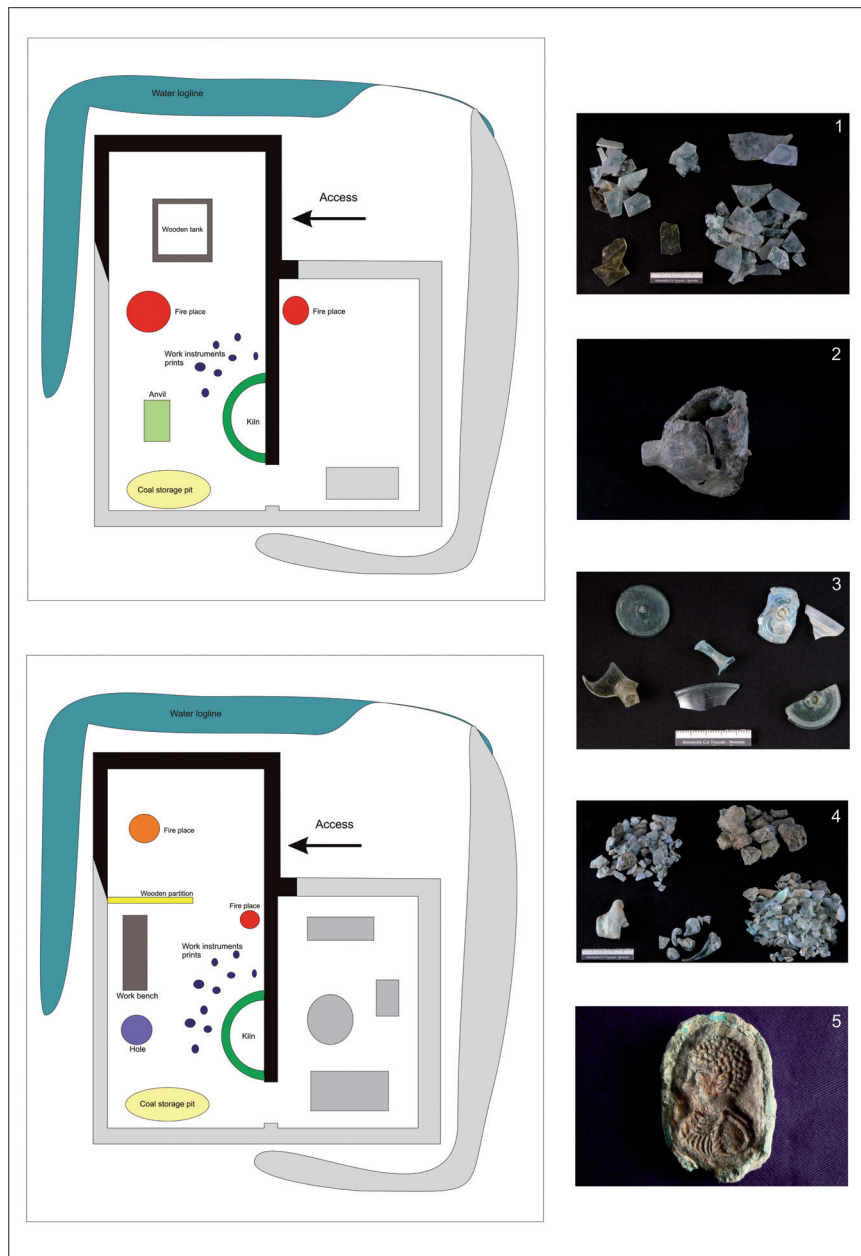 Water logline
Access
Wooden tank
Fire place
Fire place
Work instruments
prints
Anvil
Kiln
Coal storage pit
1
2
3
4
Water logline
Fire place
Access
Wooden partition
Fire place
Work instruments
prints
Work bench
Kiln
Hole
Coal storage pit
5